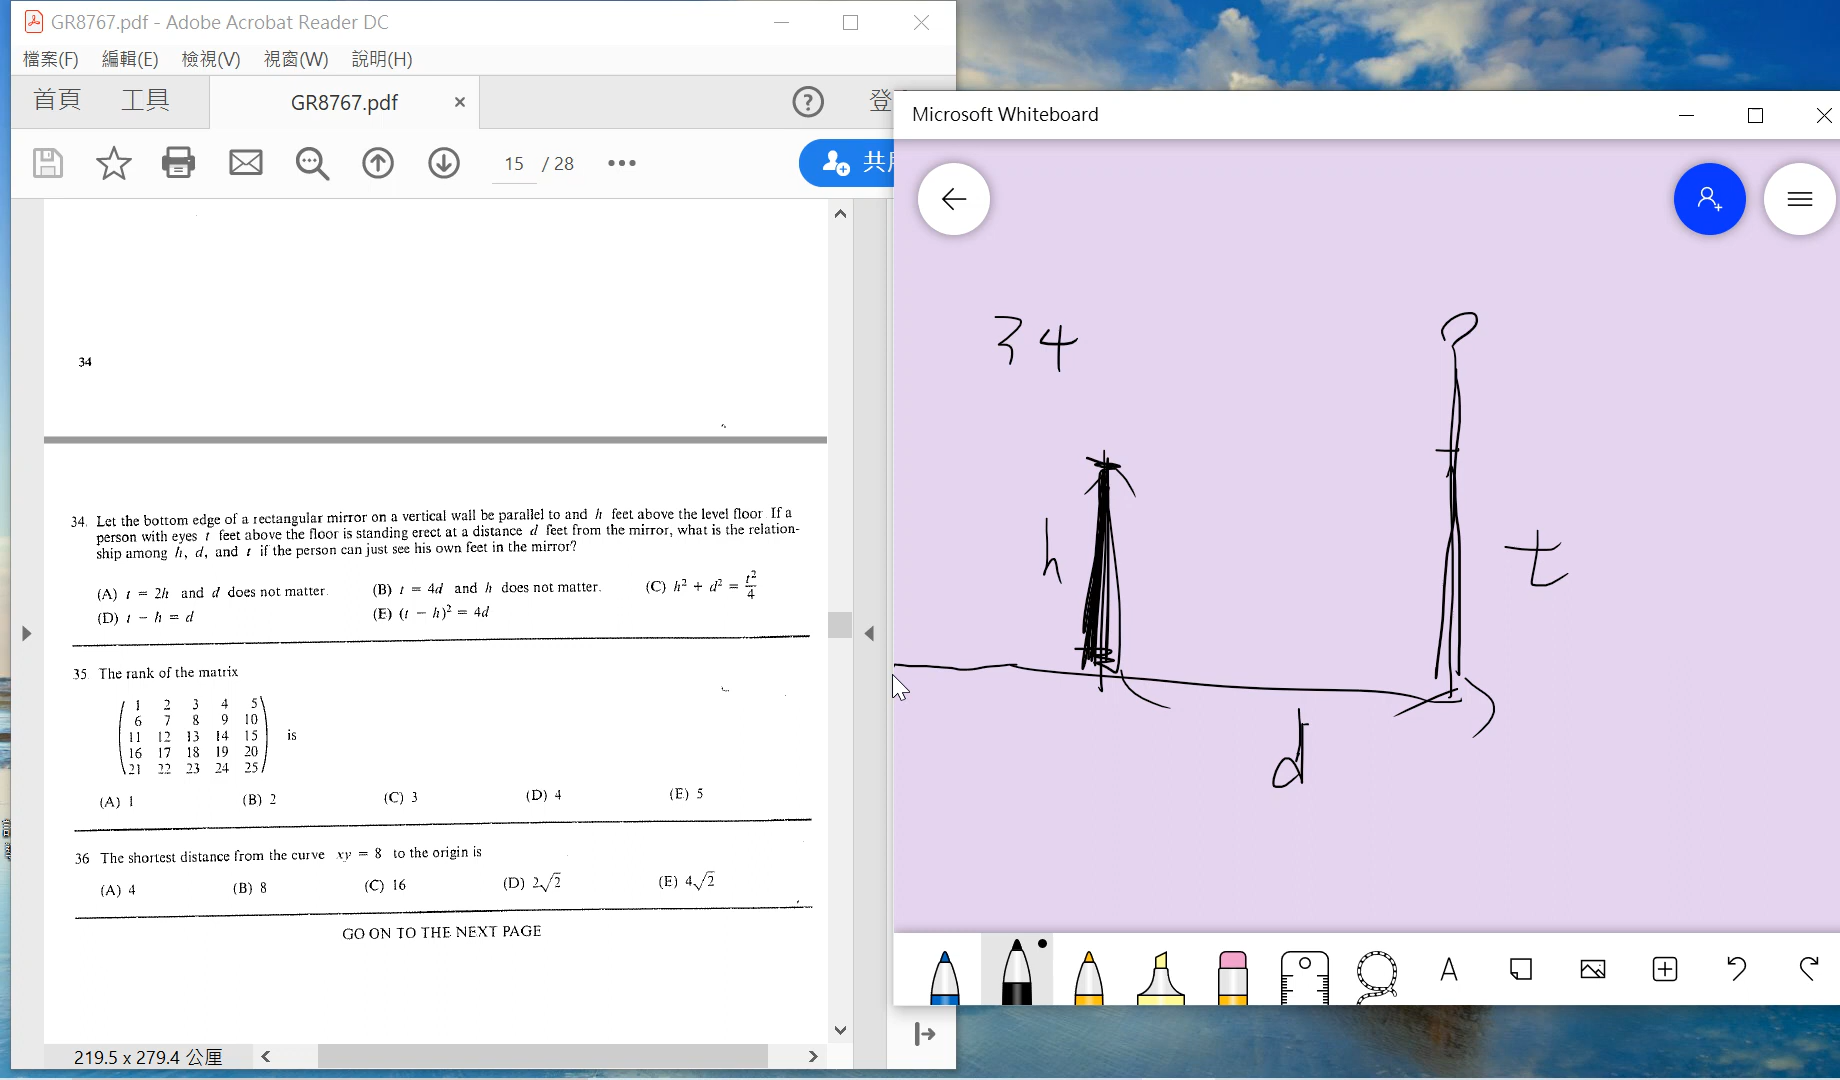 GR8767.pdf - Adobe Acrobat Reader DC
檔案(F) 編輯(E) 檢視(V) 視窗(W) 說明(H)
首頁 工具 GR8767.pdf × ? 登
15 / 28
34
34. Let the bottom edge of a rectangular mirror on a vertical wall be parallel to and h feet above the level floor. If a
person with eyes t feet above the floor is standing erect at a distance d feet from the mirror, what is the relation-
ship among h, d, and t if the person can just see his own feet in the mirror?
(A) t = 2h and d does not matter. (B) t = 4d and h does not matter. (C) h² + d² = t²/4
(D) t − h = d (E) (t − h)² = 4d
35 The rank of the matrix
1 2 3 4 5
6 7 8 9 10
11 12 13 14 15 is
16 17 18 19 20
21 22 23 24 25
(A) 1 (B) 2 (C) 3 (D) 4 (E) 5
36 The shortest distance from the curve xy = 8 to the origin is
(A) 4 (B) 8 (C) 16 (D) 2√2 (E) 4√2
GO ON TO THE NEXT PAGE
219.5 x 279.4 公厘
Microsoft Whiteboard
34
h
t
d
A